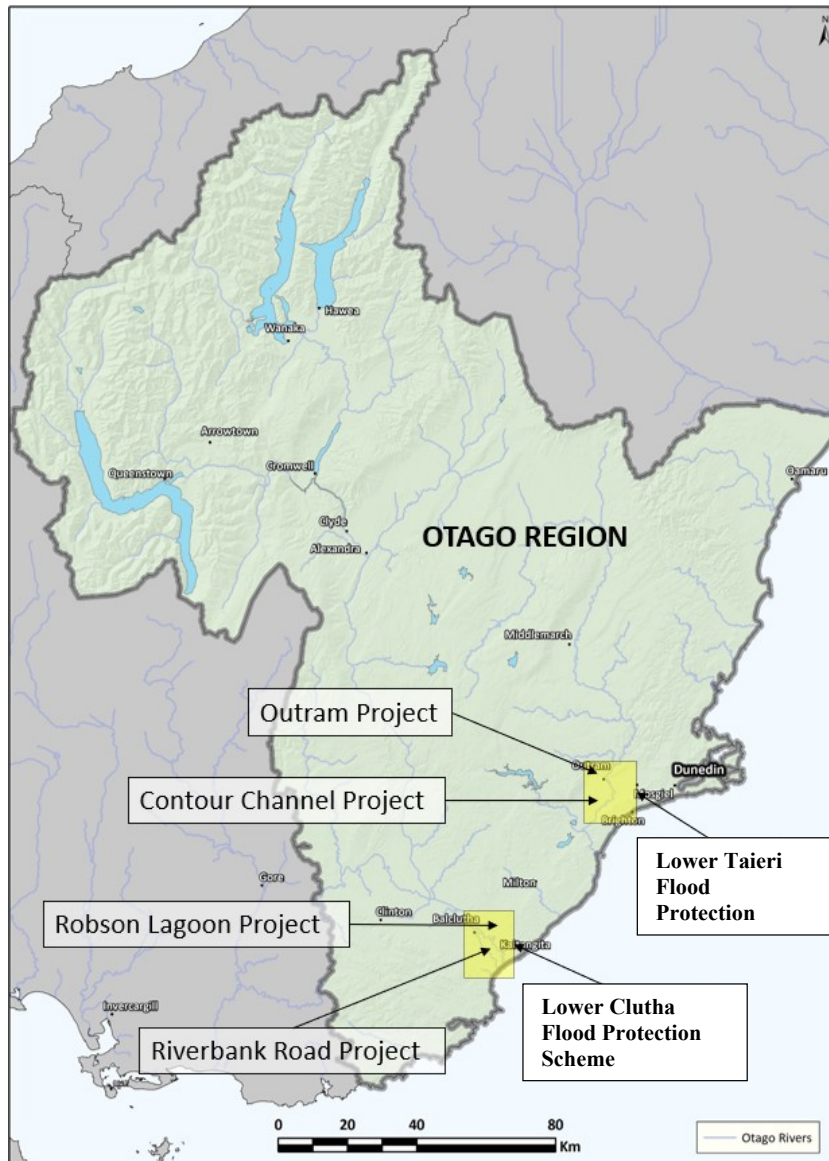 N
Hawea
Wanaka
Arrowtown
Queenstown
Cromwell
Oamaru
Clyde
Alexandra
OTAGO REGION
Middlemarch
Outram Project
Outram
Dunedin
Mosgiel
Contour Channel Project
Brighton
Lower Taieri
Flood
Protection
Gore
Milton
Clinton
Balclutha
Robson Lagoon Project
Kaitangita
Invercargill
Lower Clutha
Flood Protection
Scheme
Riverbank Road Project
0 20 40 80
Km
Otago Rivers